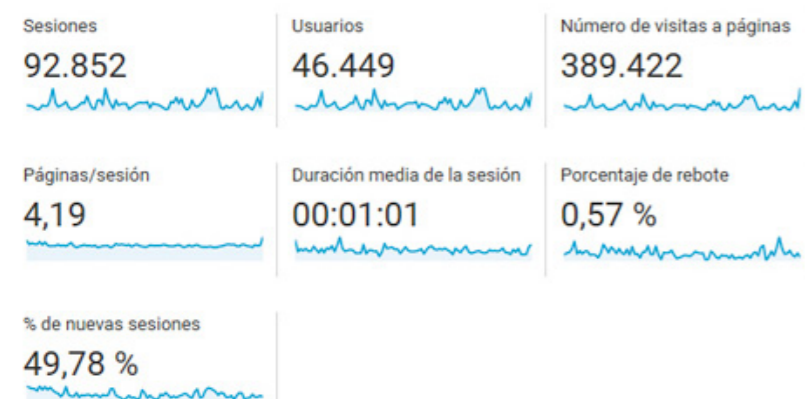 Sesiones
92.852
Usuarios
46.449
Número de visitas a páginas
389.422
Páginas/sesión
4,19
Duración media de la sesión
00:01:01
Porcentaje de rebote
0,57 %
% de nuevas sesiones
49,78 %